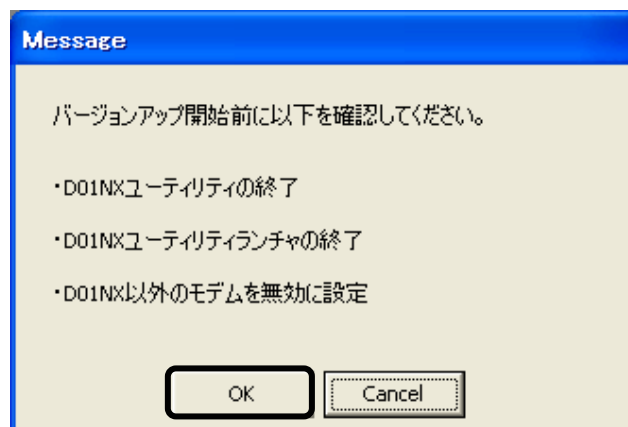 Message
バージョンアップ開始前に以下を確認してください。
・D01NXユーティリティの終了
・D01NXユーティリティランチャの終了
・D01NX以外のモデムを無効に設定
OK
Cancel